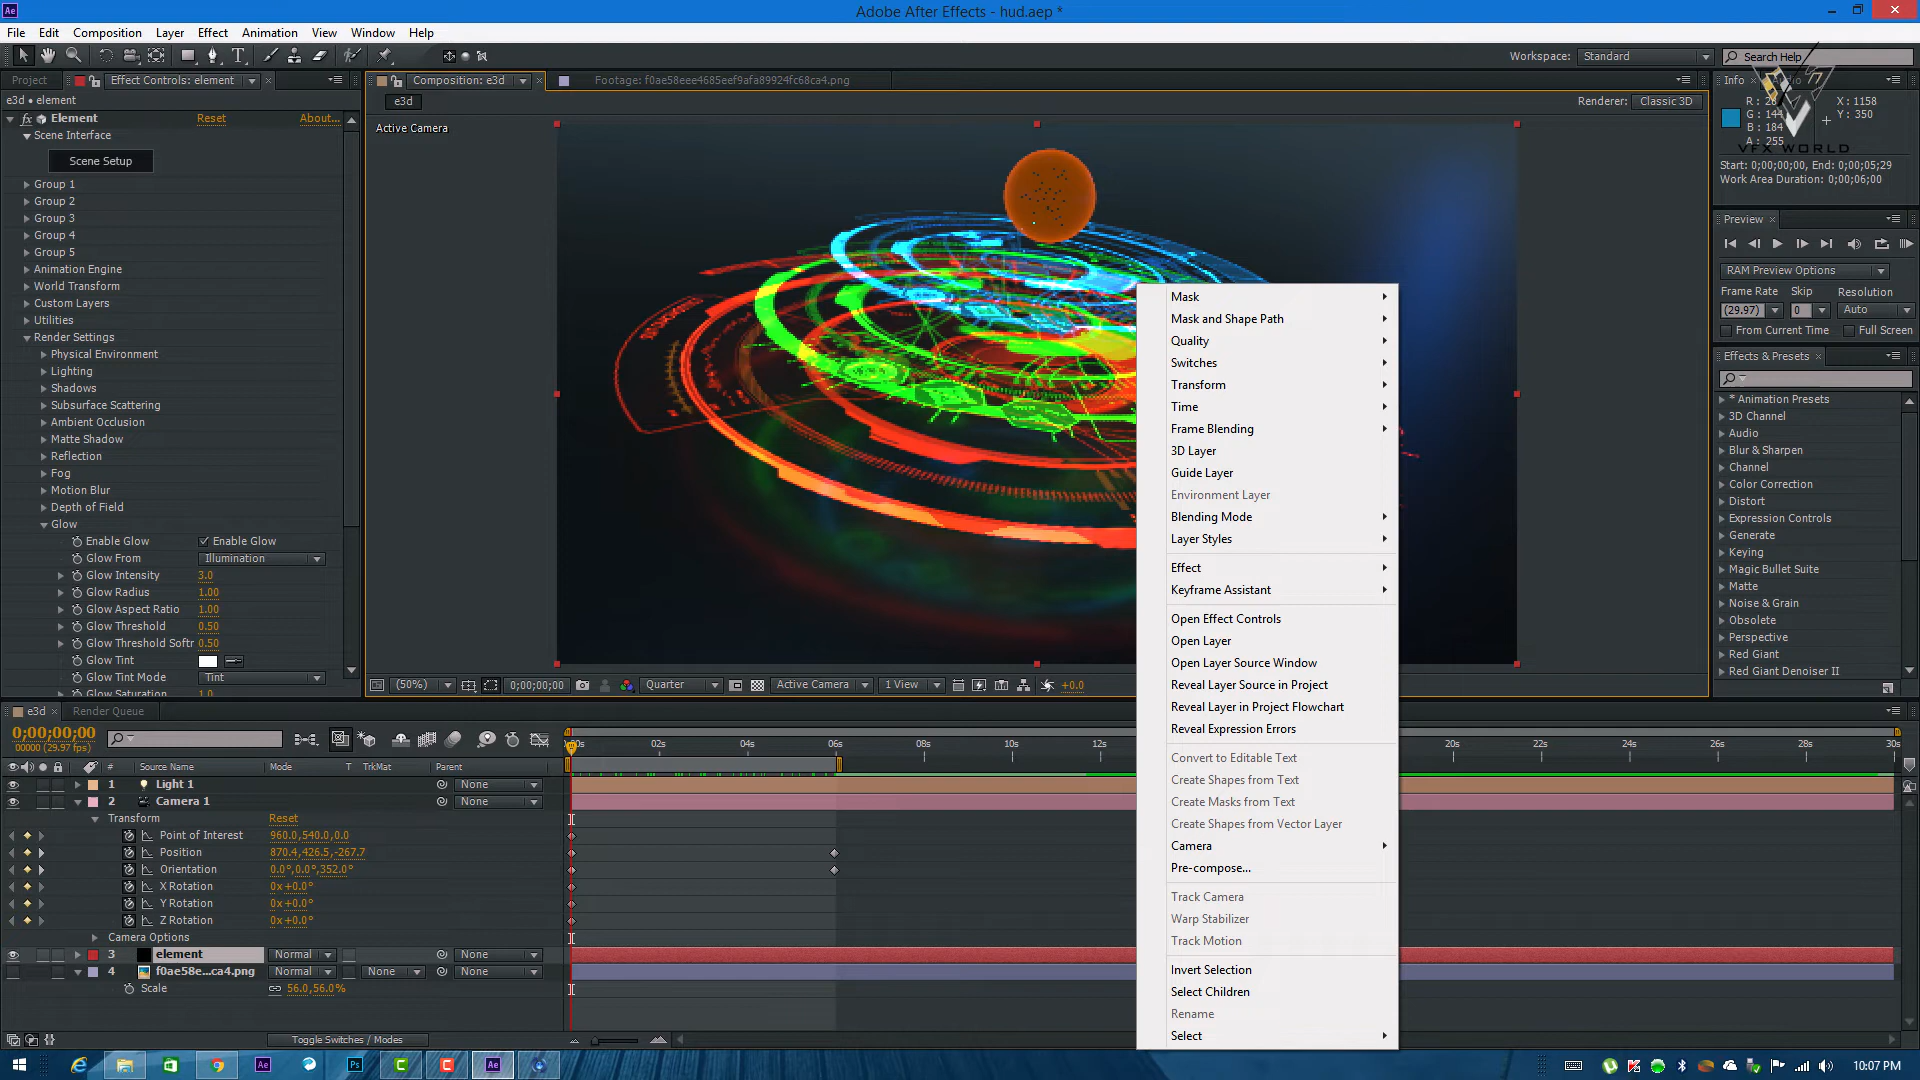 Adobe After Effects - hud.aep *
File Edit Composition Layer Effect Animation View Window Help
Workspace: Standard Search Help
Project Effect Controls: element Composition: e3d Footage: f0ae58eee4685eef9afa89924fc68ca4.png Info
e3d • element
e3d Renderer: Classic 3D
Active Camera
Element Reset About...
Scene Interface
Scene Setup
Group 1
Group 2
Group 3
Group 4
Group 5
Animation Engine
World Transform
Custom Layers
Utilities
Render Settings
Physical Environment
Lighting
Shadows
Subsurface Scattering
Ambient Occlusion
Matte Shadow
Reflection
Fog
Motion Blur
Depth of Field
Glow
Enable Glow Enable Glow
Glow From Illumination
Glow Intensity 3.0
Glow Radius 1.00
Glow Aspect Ratio 1.00
Glow Threshold 0.50
Glow Threshold Softr 0.50
Glow Tint
Glow Tint Mode Tint
Glow Saturation 1.0
(50%) 0;00;00;00 Quarter Active Camera 1 View +0.0
Mask
Mask and Shape Path
Quality
Switches
Transform
Time
Frame Blending
3D Layer
Guide Layer
Environment Layer
Blending Mode
Layer Styles
Effect
Keyframe Assistant
Open Effect Controls
Open Layer
Open Layer Source Window
Reveal Layer Source in Project
Reveal Layer in Project Flowchart
Reveal Expression Errors
Convert to Editable Text
Create Shapes from Text
Create Masks from Text
Create Shapes from Vector Layer
Camera
Pre-compose...
Track Camera
Warp Stabilizer
Track Motion
Invert Selection
Select Children
Rename
Select
X : 1158
G : 144 Y : 350
B : 184
A : 255
VFX WORLD
Start: 0;00;00;00, End: 0;00;05;29
Work Area Duration: 0;00;06;00
Preview
RAM Preview Options
Frame Rate Skip Resolution
(29.97) 0 Auto
From Current Time Full Screen
Effects & Presets
* Animation Presets
3D Channel
Audio
Blur & Sharpen
Channel
Color Correction
Distort
Expression Controls
Generate
Keying
Magic Bullet Suite
Matte
Noise & Grain
Obsolete
Perspective
Red Giant
Red Giant Denoiser II
e3d Render Queue
0;00;00;00
00000 (29.97 fps)
02s 04s 06s 08s 10s 12s 20s 22s 24s 26s 28s 30s
# Source Name Mode T TrkMat Parent
1 Light 1 None
2 Camera 1 None
Transform Reset
Point of Interest 960.0,540.0,0.0
Position 870.4,426.5,-267.7
Orientation 0.0°,0.0°,352.0°
X Rotation 0x+0.0°
Y Rotation 0x+0.0°
Z Rotation 0x+0.0°
Camera Options
3 element Normal None
4 f0ae58e...ca4.png Normal None None
Scale 56.0,56.0%
Toggle Switches / Modes
10:07 PM